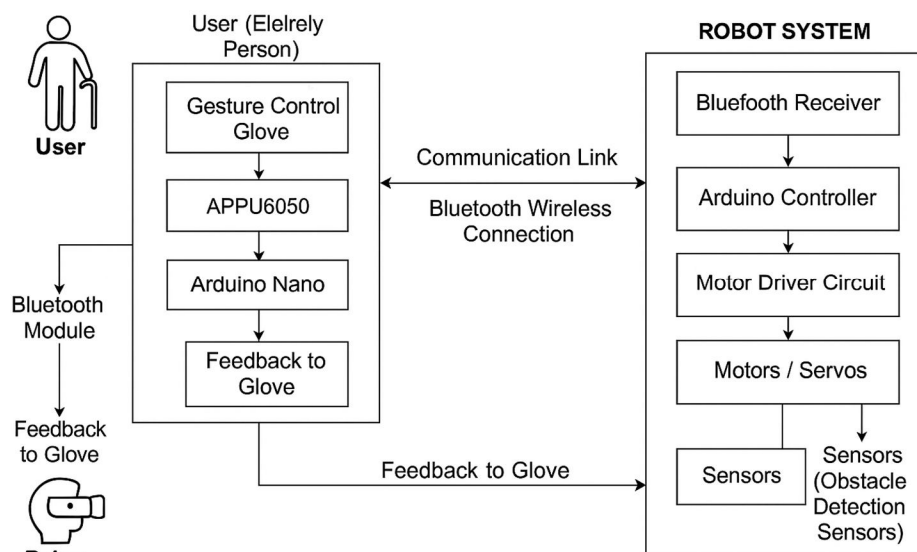 User (Elelrely
Person)
User
Gesture Control
Glove
APPU6050
Arduino Nano
Feedback to
Glove
Bluetooth
Module
Feedback
to Glove
Communication Link
Bluetooth Wireless
Connection
Feedback to Glove
ROBOT SYSTEM
Bluefooth Receiver
Arduino Controller
Motor Driver Circuit
Motors / Servos
Sensors
Sensors
(Obstacle
Detection
Sensors)